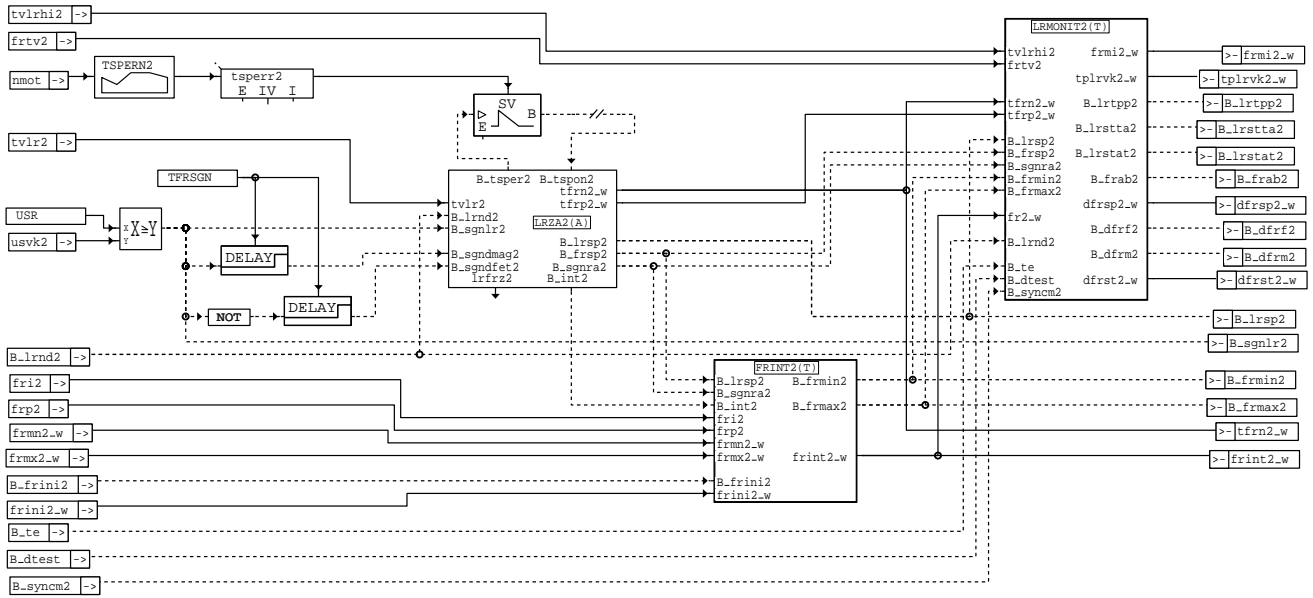 tvlrhi2 ->
frtv2 ->
nmot ->
TSPERN2
tsperr2
E IV I
SV
B
E
tvlr2 ->
TFRSGN
USR
usvk2 ->
X
Y
X≥Y
DELAY
DELAY
NOT
B_tsper2 B_tspon2
tfrn2_w
tfrp2_w
tvlr2
B_lrnd2
B_sgnlr2
LRZA2(A)
B_lrsp2
B_frsp2
B_sgnra2
B_sgndmag2
B_sgndfet2
lrfrz2 B_int2
LRMONIT2(T)
tvlrhi2
frtv2
tfrn2_w
tfrp2_w
B_lrsp2
B_frsp2
B_sgnra2
B_frmin2
B_frmax2
fr2_w
B_lrnd2
B_te
B_dtest
B_syncm2
frmi2_w
tplrvk2_w
B_lrtpp2
B_lrstta2
B_lrstat2
B_frab2
dfrsp2_w
B_dfrf2
B_dfrm2
dfrst2_w
>- frmi2_w
>- tplrvk2_w
>- B_lrtpp2
>- B_lrstta2
>- B_lrstat2
>- B_frab2
>- dfrsp2_w
>- B_dfrf2
>- B_dfrm2
>- dfrst2_w
>- B_lrsp2
>- B_sgnlr2
>- B_frmin2
>- B_frmax2
>- tfrn2_w
>- frint2_w
B_lrnd2 ->
fri2 ->
frp2 ->
frmn2_w ->
frmx2_w ->
B_frini2 ->
frini2_w ->
B_te ->
B_dtest ->
B_syncm2 ->
FRINT2(T)
B_lrsp2
B_sgnra2
B_int2
fri2
frp2
frmn2_w
frmx2_w
B_frini2
frini2_w
B_frmin2
B_frmax2
frint2_w